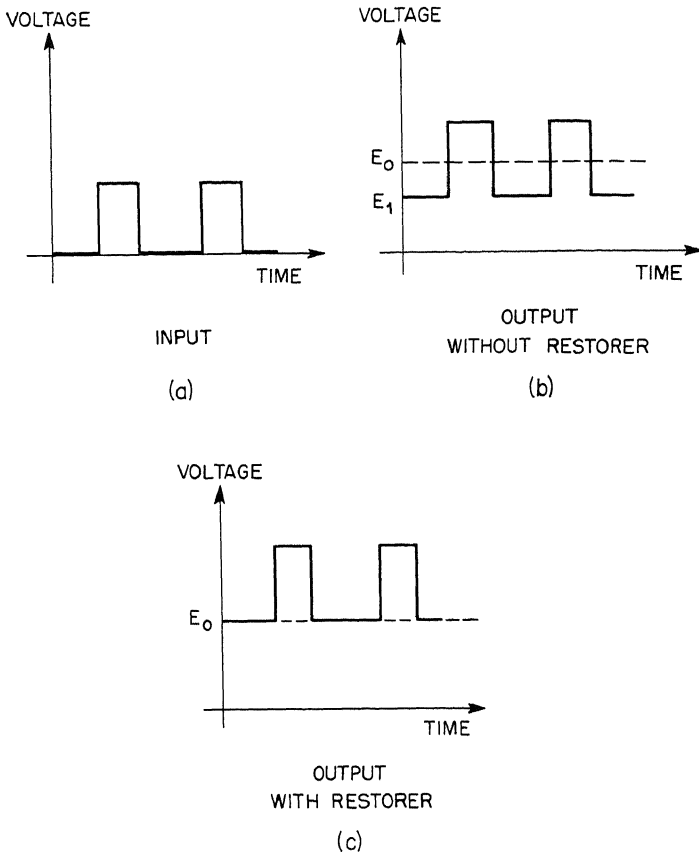 VOLTAGE
TIME
INPUT
(a)
VOLTAGE
E₀
E₁
TIME
OUTPUT
WITHOUT RESTORER
(b)
VOLTAGE
E₀
TIME
OUTPUT
WITH RESTORER
(c)